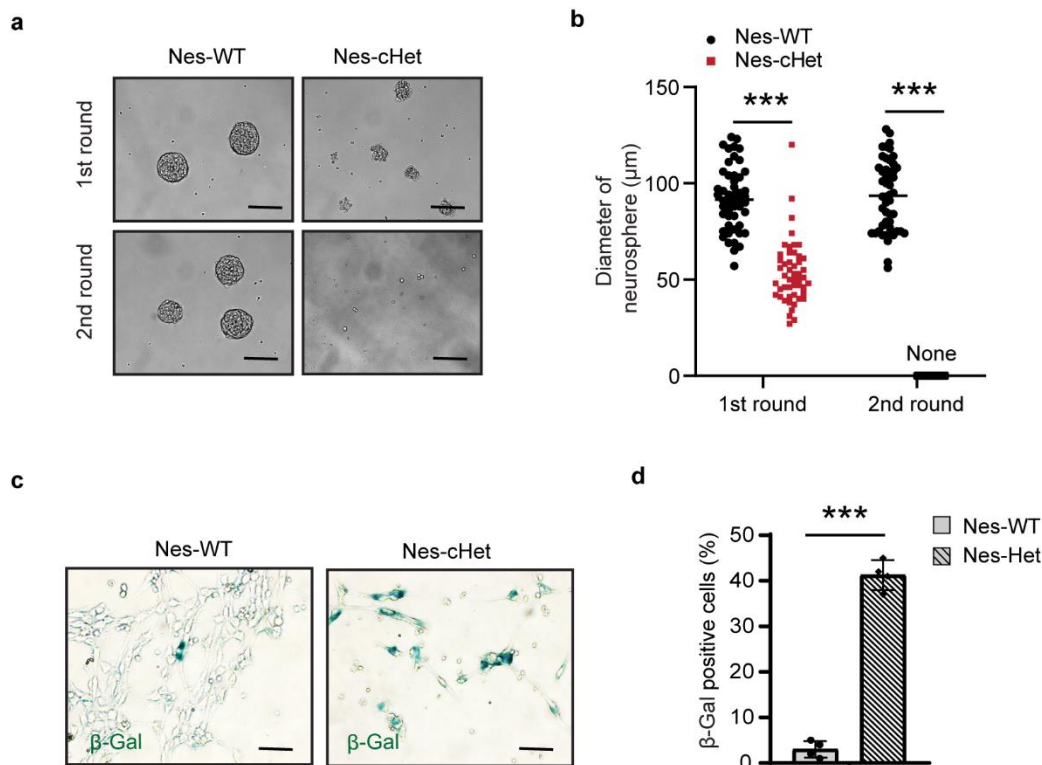 a
Nes-WT Nes-cHet
1st round
2nd round
b
Nes-WT
Nes-cHet
*** ***
150
100
50
0
Diameter of
neurosphere (μm)
None
1st round 2nd round
c
Nes-WT Nes-cHet
β-Gal β-Gal
d
***
Nes-WT
Nes-Het
50
40
30
20
10
0
β-Gal positive cells (%)